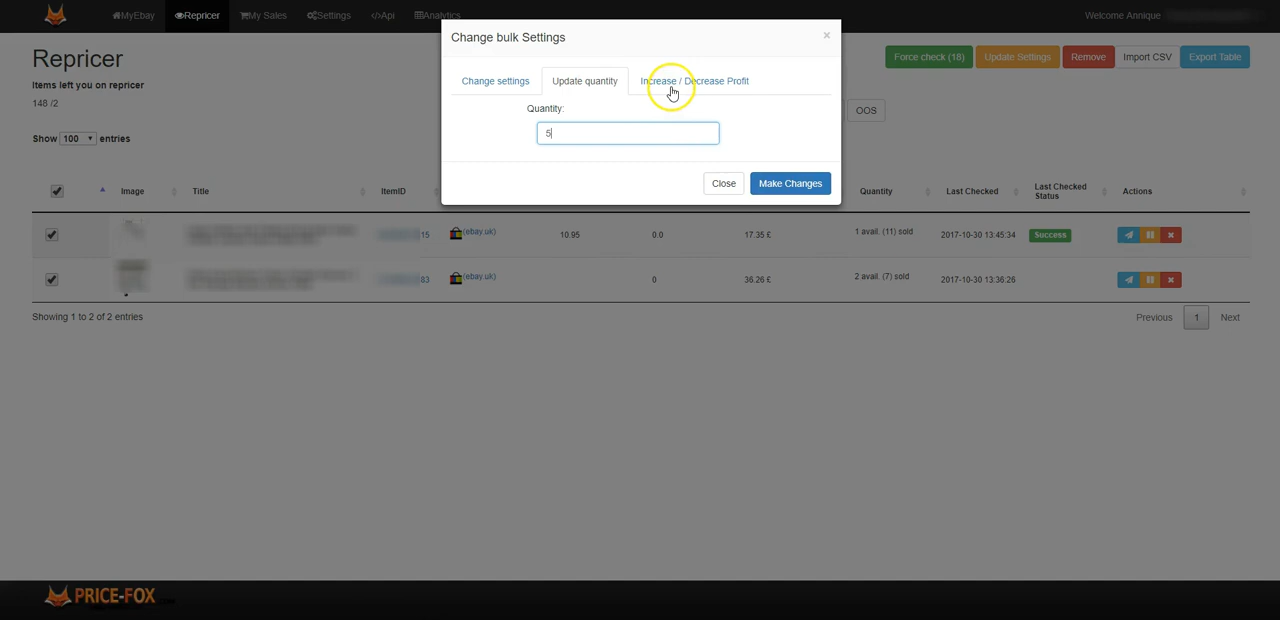 MyEbay Repricer My Sales Settings </>Api Analytics Welcome Annique
Change bulk Settings ×
Repricer
Force check (18) Update Settings Remove Import CSV Export Table
Items left you on repricer
148 /2
Change settings Update quantity Increase / Decrease Profit
Quantity:
5
OOS
Show 100 entries
Close Make Changes
Image Title ItemID Quantity Last Checked Last Checked Status Actions
15 (ebay.uk) 10.95 0.0 17.35 £ 1 avail. (11) sold 2017-10-30 13:45:34 Success
83 (ebay.uk) 0 36.26 £ 2 avail. (7) sold 2017-10-30 13:36:26
Showing 1 to 2 of 2 entries Previous 1 Next
PRICE-FOX